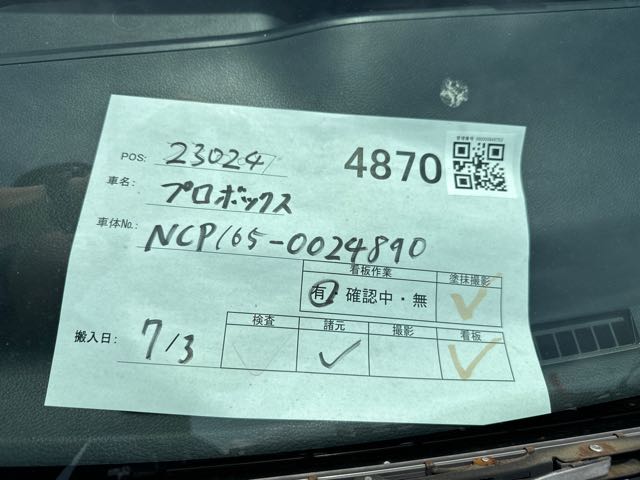 POS: 23024 4870
車名: プロボックス
車体No.: NCP165-0024890
看板作業 塗抹撮影
有・確認中・無
検査 諸元 撮影 看板
搬入日: 7/3